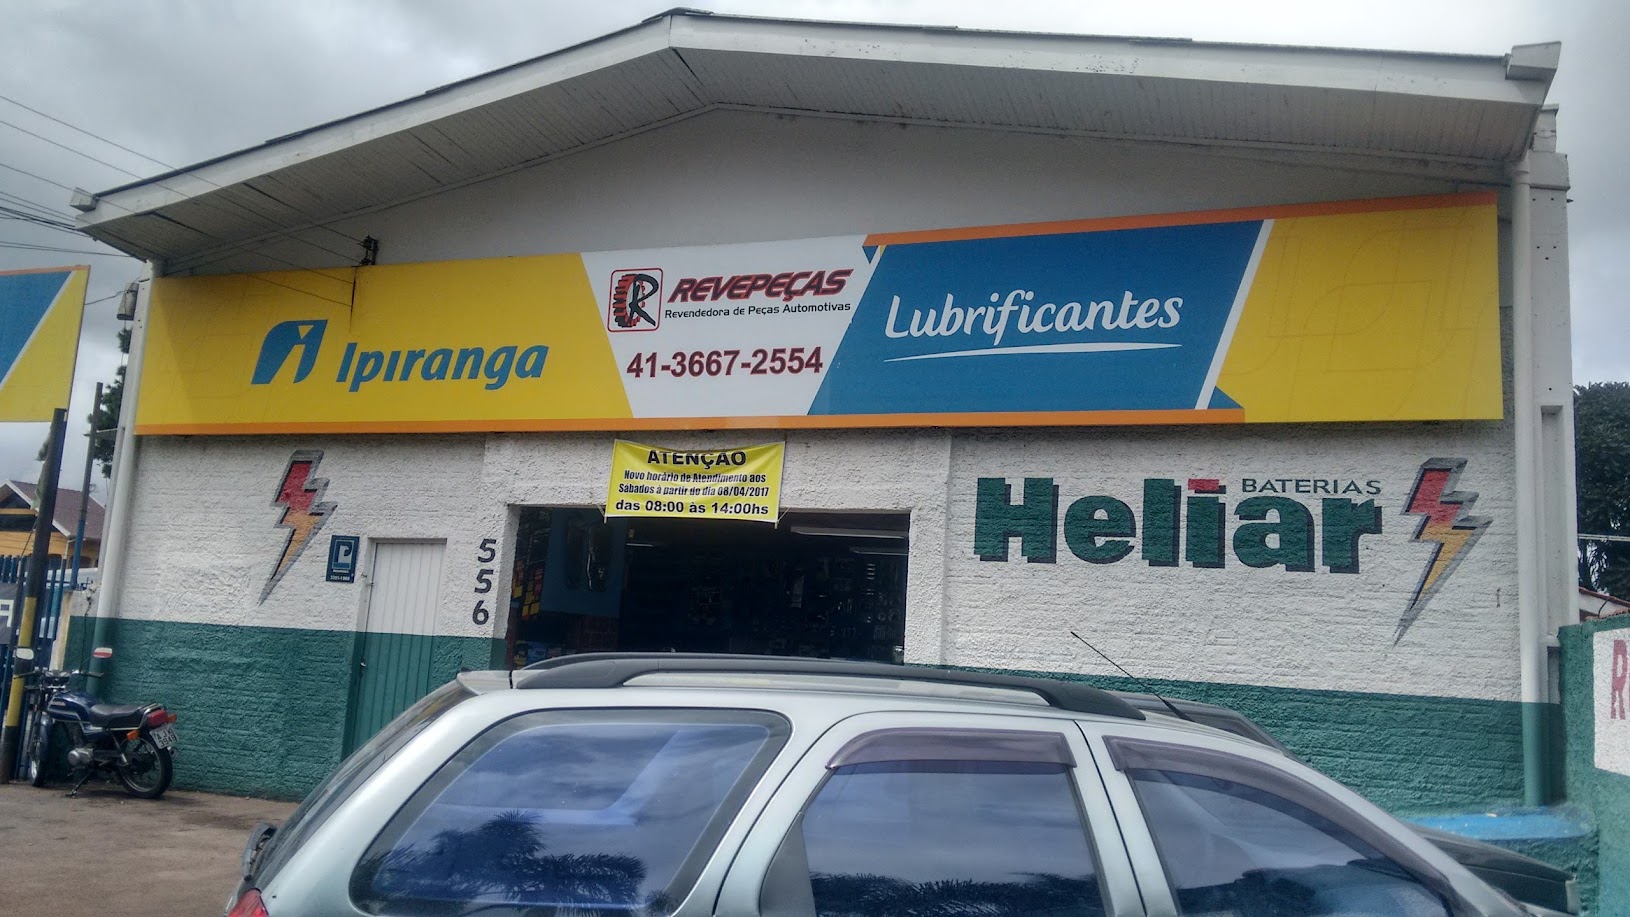 Ipiranga
R
REVEPEÇAS
Revendedora de Peças Automotivas
41-3667-2554
Lubrificantes
ATENÇÃO
Novo horário de Atendimento aos
Sábados à partir do dia 08/04/2017
das 08:00 às 14:00hs
Heliar
BATERIAS
556
R